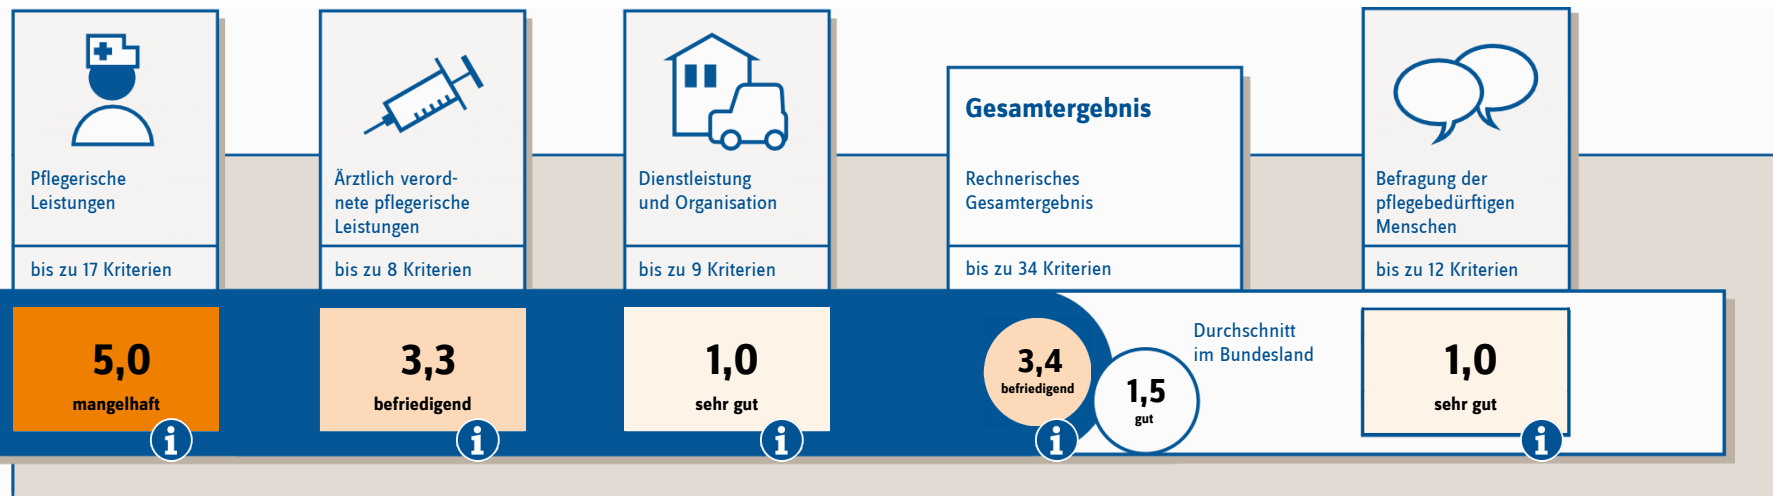 Pflegerische
Leistungen
bis zu 17 Kriterien
5,0
mangelhaft
i
Ärztlich verord-
nete pflegerische
Leistungen
bis zu 8 Kriterien
3,3
befriedigend
i
Dienstleistung
und Organisation
bis zu 9 Kriterien
1,0
sehr gut
i
Gesamtergebnis
Rechnerisches
Gesamtergebnis
bis zu 34 Kriterien
3,4
befriedigend
i
1,5
gut
Durchschnitt
im Bundesland
Befragung der
pflegebedürftigen
Menschen
bis zu 12 Kriterien
1,0
sehr gut
i